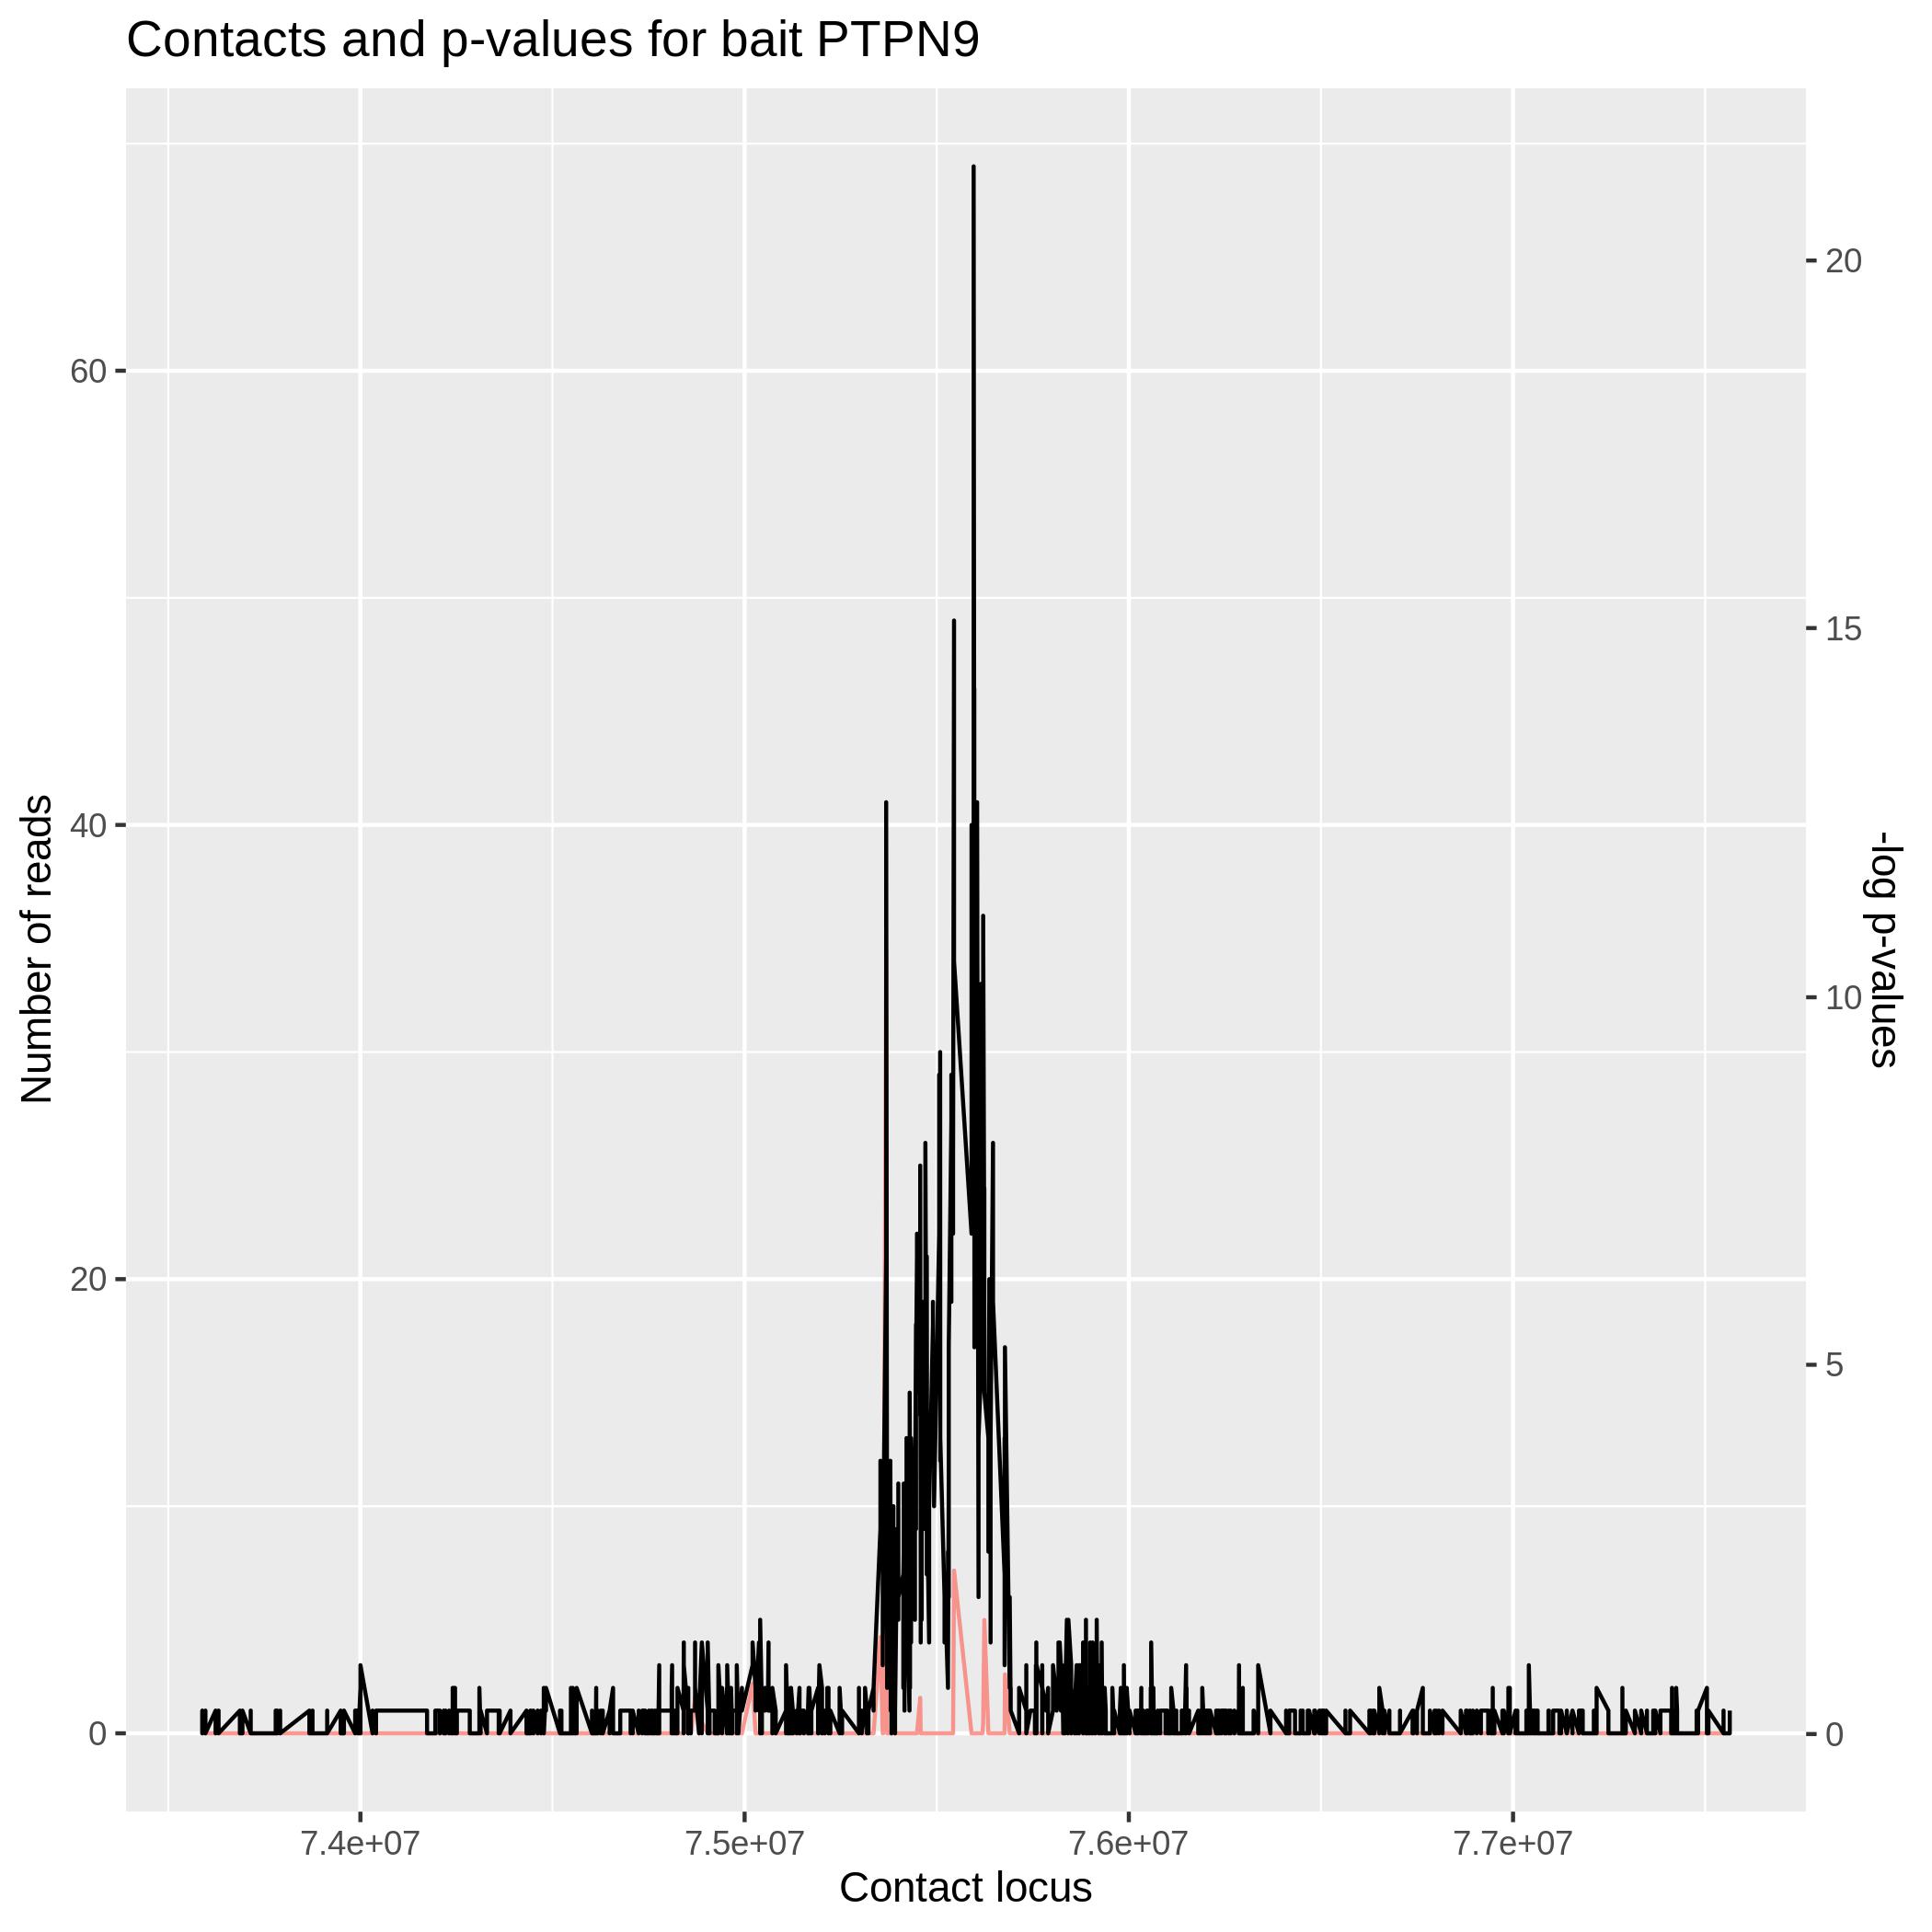 Contacts and p-values for bait PTPN9
Number of reads
60
40
20
0
20
15
10
5
0
-log p-values
7.4e+07 7.5e+07 7.6e+07 7.7e+07
Contact locus